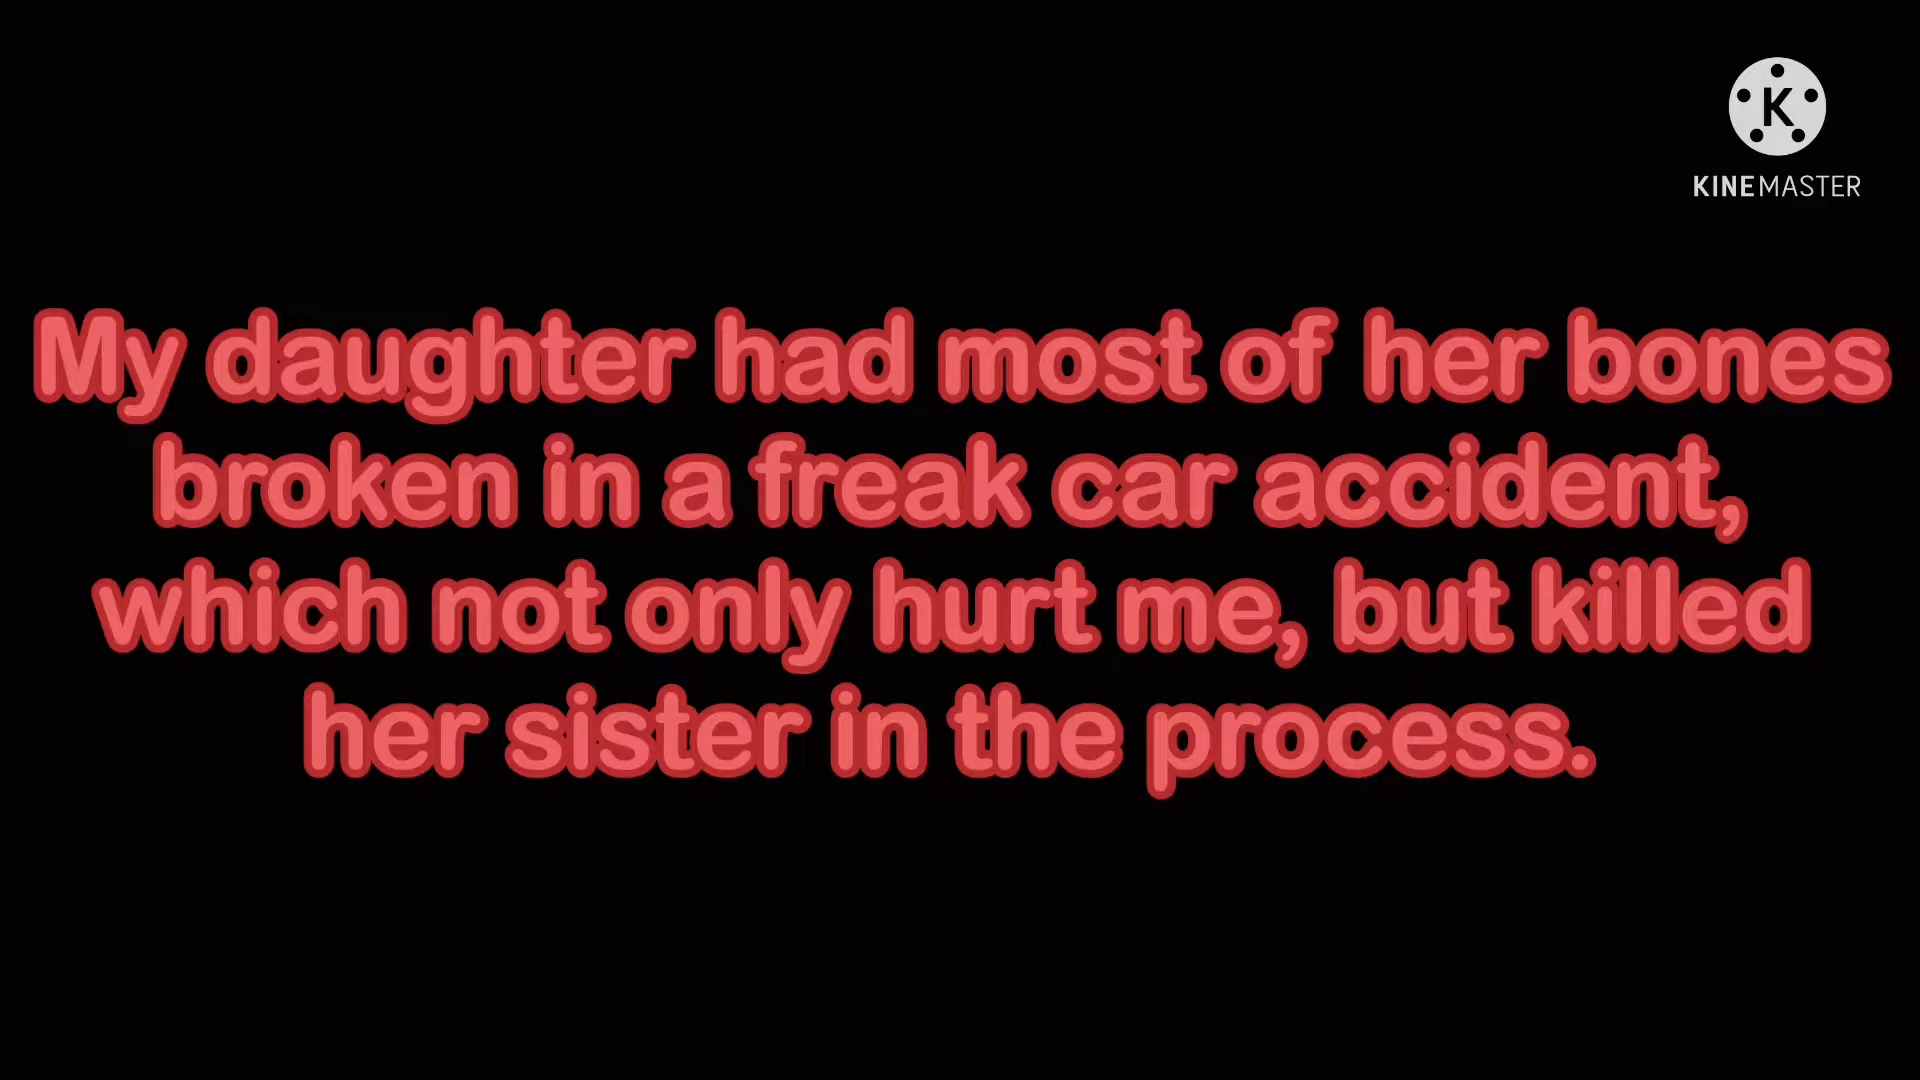 K
KINEMASTER
My daughter had most of her bones
broken in a freak car accident,
which not only hurt me, but killed
her sister in the process.